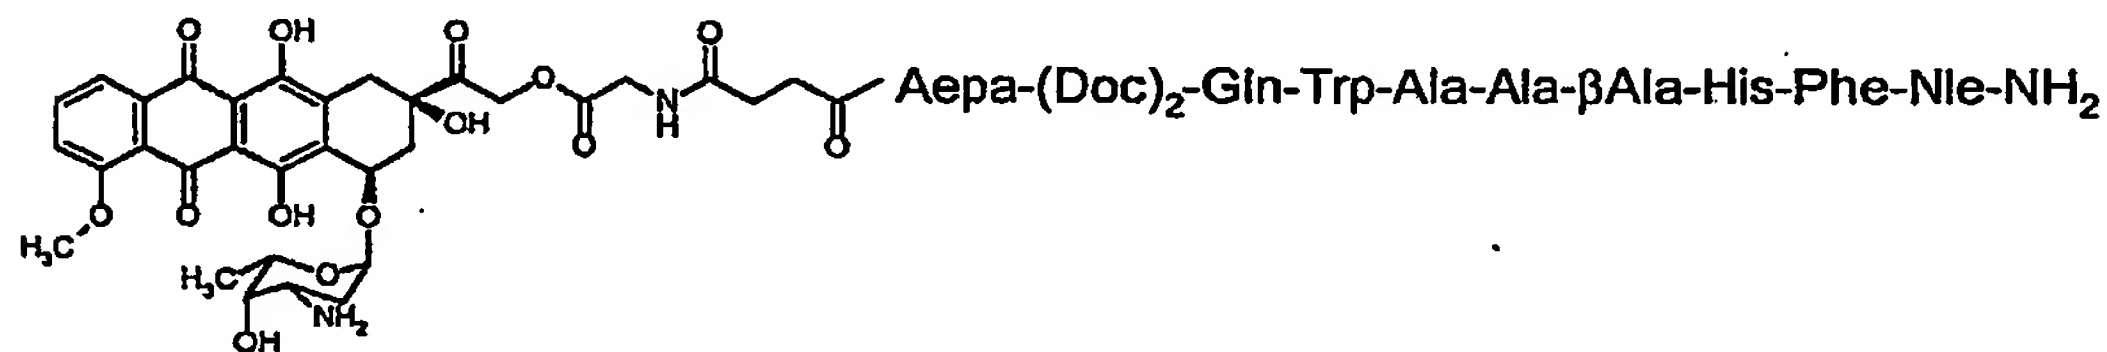 O OH O O
O Aepa-(Doc)₂-Gln-Trp-Ala-Ala-βAla-His-Phe-Nle-NH₂
OH O N H O
O O OH O
H₃C
H₃C O
NH₂
OH